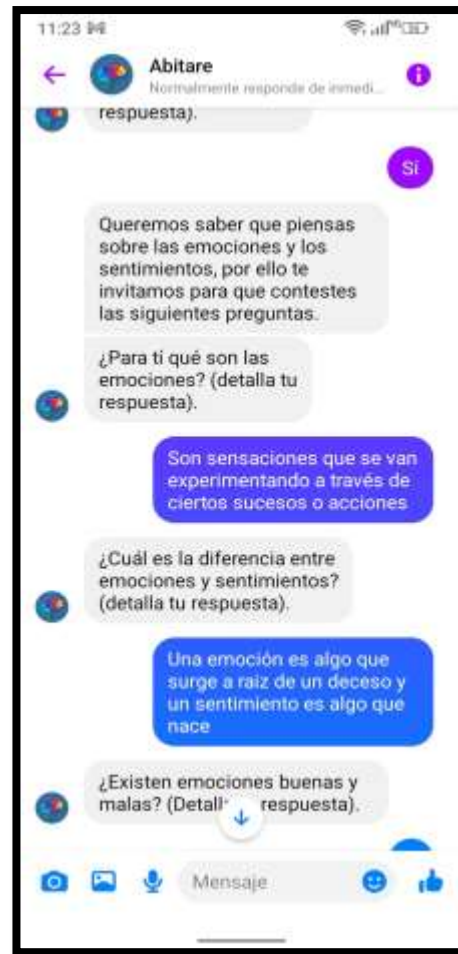 11:23
Abitare
Normalmente responde de inmedi...
respuesta).
Sí
Queremos saber que piensas
sobre las emociones y los
sentimientos, por ello te
invitamos para que contestes
las siguientes preguntas.
¿Para ti qué son las
emociones? (detalla tu
respuesta).
Son sensaciones que se van
experimentando a través de
ciertos sucesos o acciones
¿Cuál es la diferencia entre
emociones y sentimientos?
(detalla tu respuesta).
Una emoción es algo que
surge a raiz de un deceso y
un sentimiento es algo que
nace
¿Existen emociones buenas y
malas? (Detall respuesta).
Mensaje